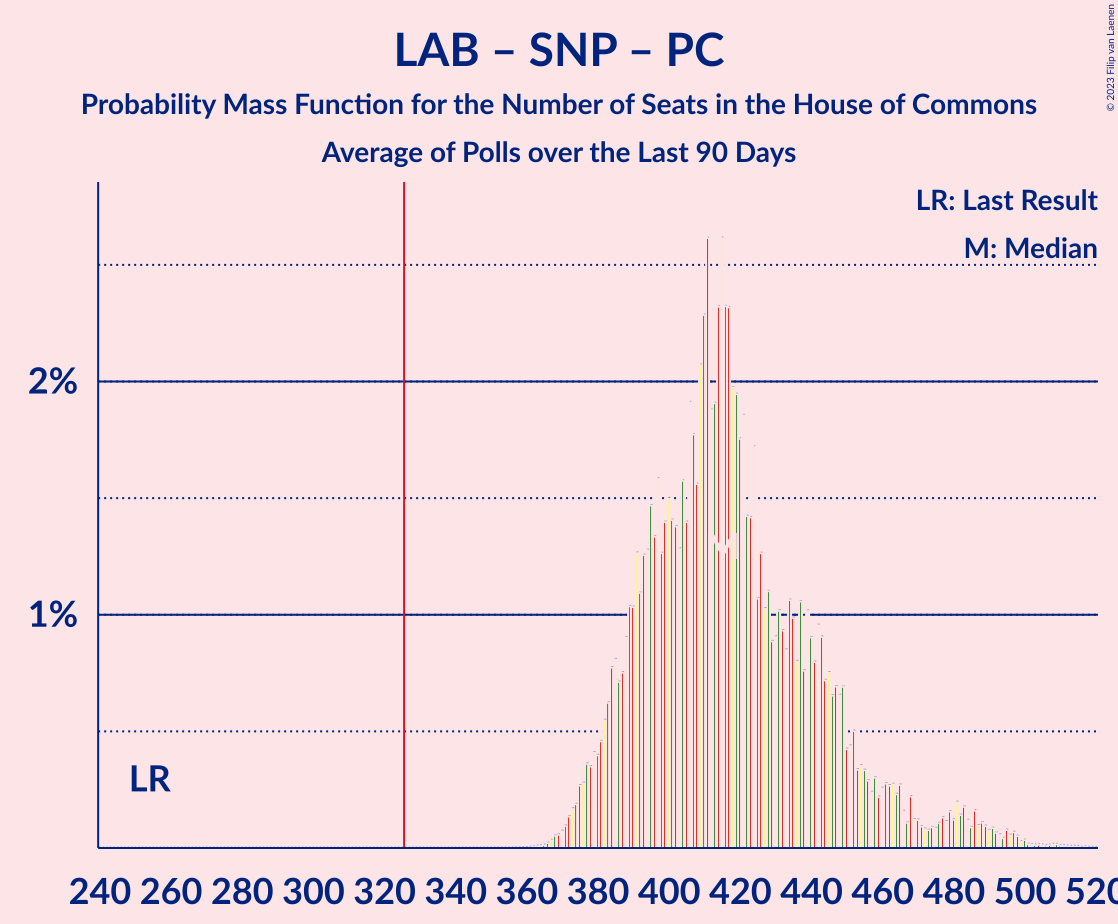 LAB – SNP – PC
Probability Mass Function for the Number of Seats in the House of Commons
Average of Polls over the Last 90 Days
© 2023 Filip van Laenen
LR: Last Result
M: Median
2%
1%
LR
M
240 260 280 300 320 340 360 380 400 420 440 460 480 500 520